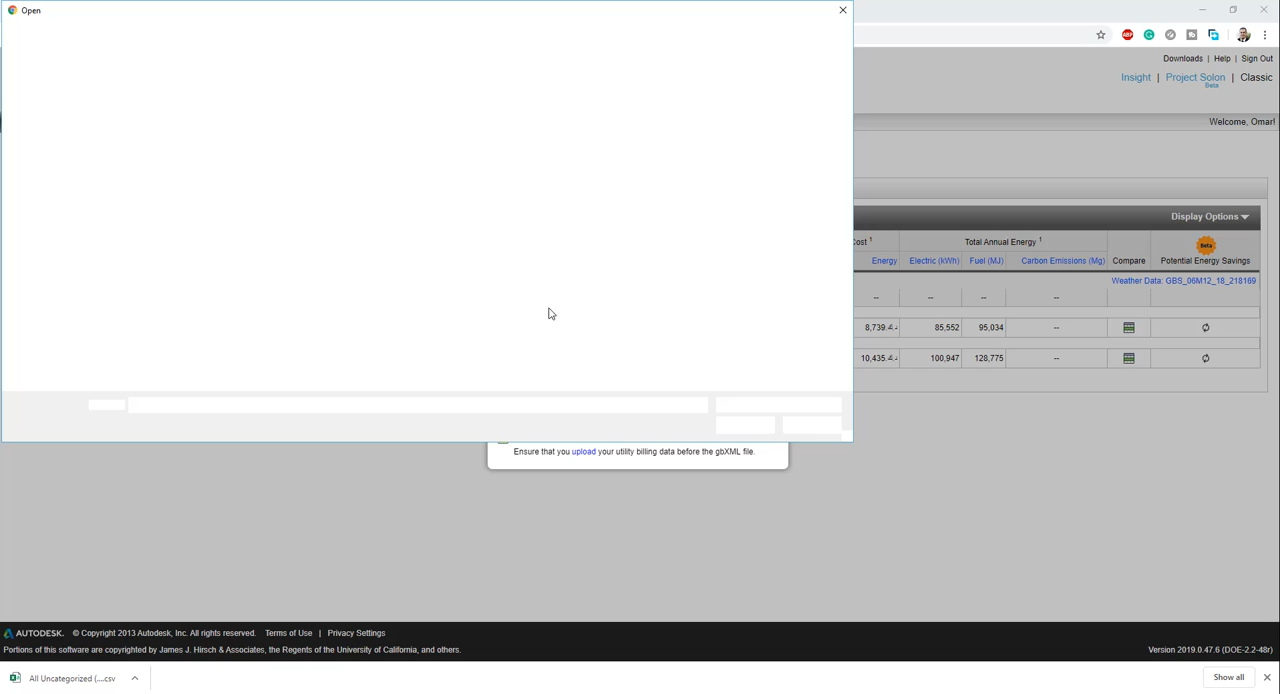 Open
Downloads | Help | Sign Out
Insight | Project Solon | Classic
Beta
Welcome, Omar!
Display Options
Total Annual Energy 1
Beta
Energy Electric (kWh) Fuel (MJ) Carbon Emissions (Mg) Compare Potential Energy Savings
Weather Data: GBS_06M12_18_218169
-- -- -- --
85,552 95,034 --
100,947 128,775 --
Ensure that you upload your utility billing data before the gbXML file.
AUTODESK. © Copyright 2013 Autodesk, Inc. All rights reserved. Terms of Use | Privacy Settings
Portions of this software are copyrighted by James J. Hirsch & Associates, the Regents of the University of California, and others. Version 2019.0.47.6 (DOE-2.2-48r)
All Uncategorized (....csv Show all